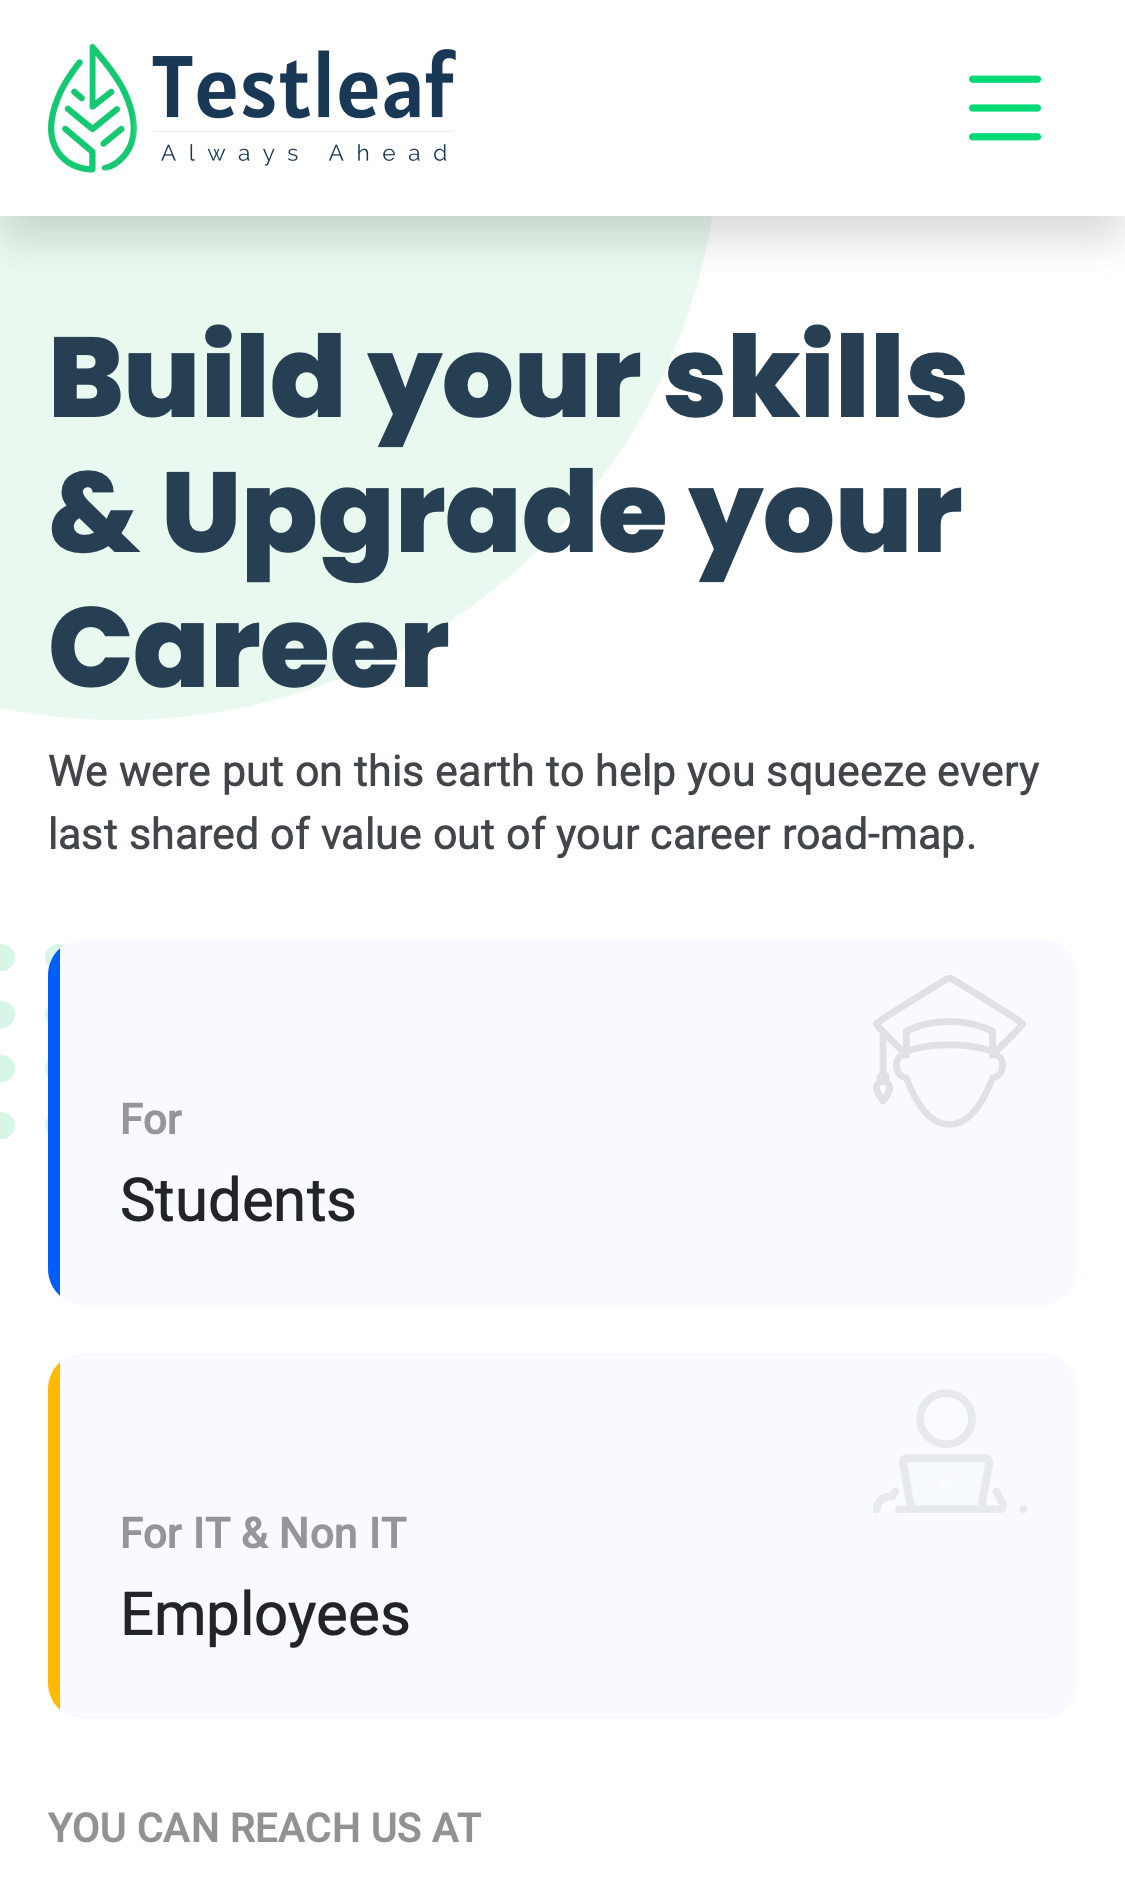 Testleaf
Always Ahead
Build your skills
& Upgrade your
Career
We were put on this earth to help you squeeze every
last shared of value out of your career road-map.
For
Students
For IT & Non IT
Employees
YOU CAN REACH US AT